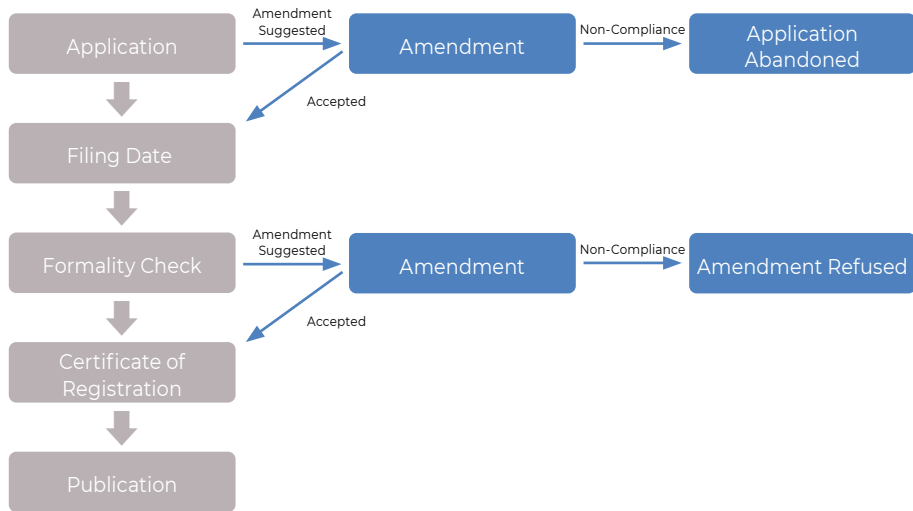 Application
Amendment
Suggested
Amendment
Non-Compliance
Application
Abandoned
Accepted
Filing Date
Formality Check
Amendment
Suggested
Amendment
Non-Compliance
Amendment Refused
Accepted
Certificate of
Registration
Publication